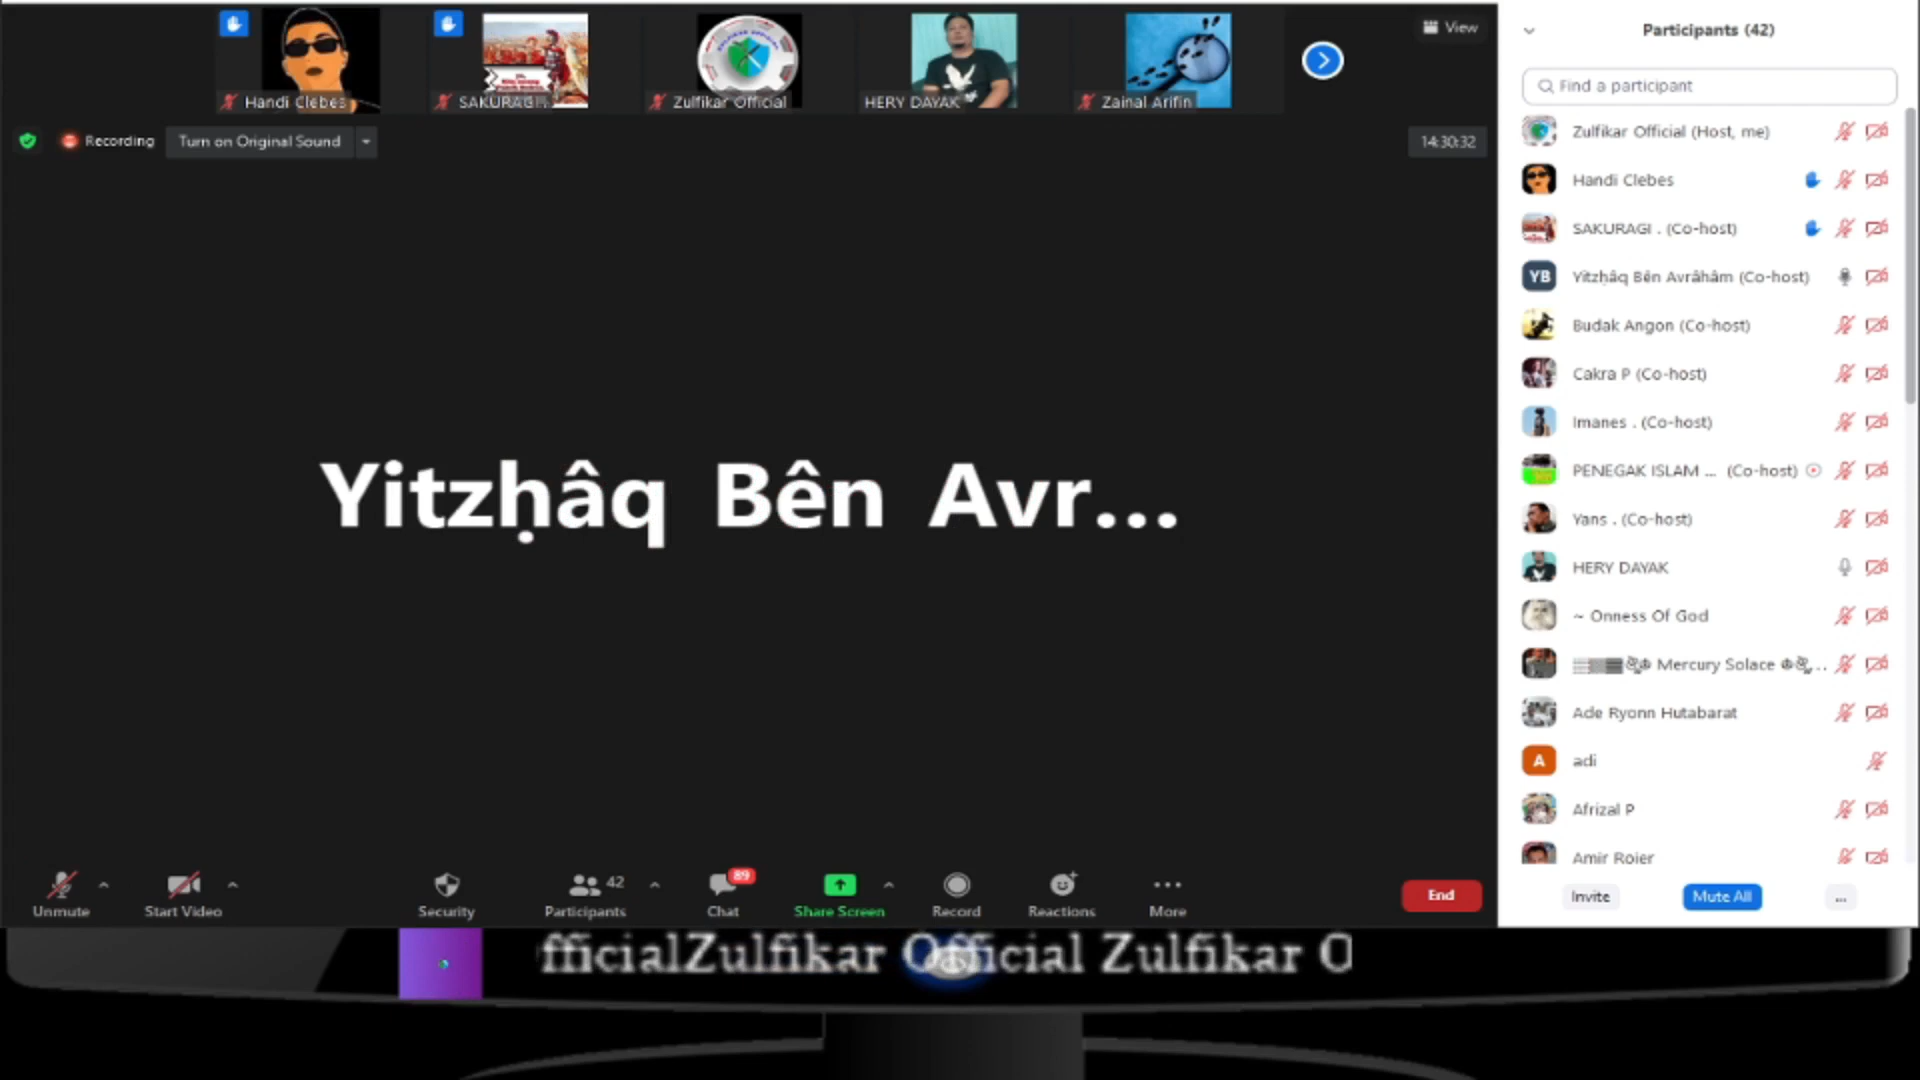 Handi Clebes
SAKURAGI .
Zulfikar Official
HERY DAYAK
Zainal Arifin
View
Recording
Turn on Original Sound
14:30:32
Yitzḥâq Bên Avr...
Unmute
Start Video
Security
42
Participants
89
Chat
Share Screen
Record
Reactions
More
End
Participants (42)
Find a participant
Zulfikar Official (Host, me)
Handi Clebes
SAKURAGI . (Co-host)
YB Yitzḥâq Bên Avrâhâm (Co-host)
Budak Angon (Co-host)
Cakra P (Co-host)
Imanes . (Co-host)
PENEGAK ISLAM ... (Co-host)
Yans . (Co-host)
HERY DAYAK
~ Onness Of God
Mercury Solace
Ade Ryonn Hutabarat
A adi
Afrizal P
Amir Roier
Invite
Mute All
...
fficialZulfikar Official Zulfikar O